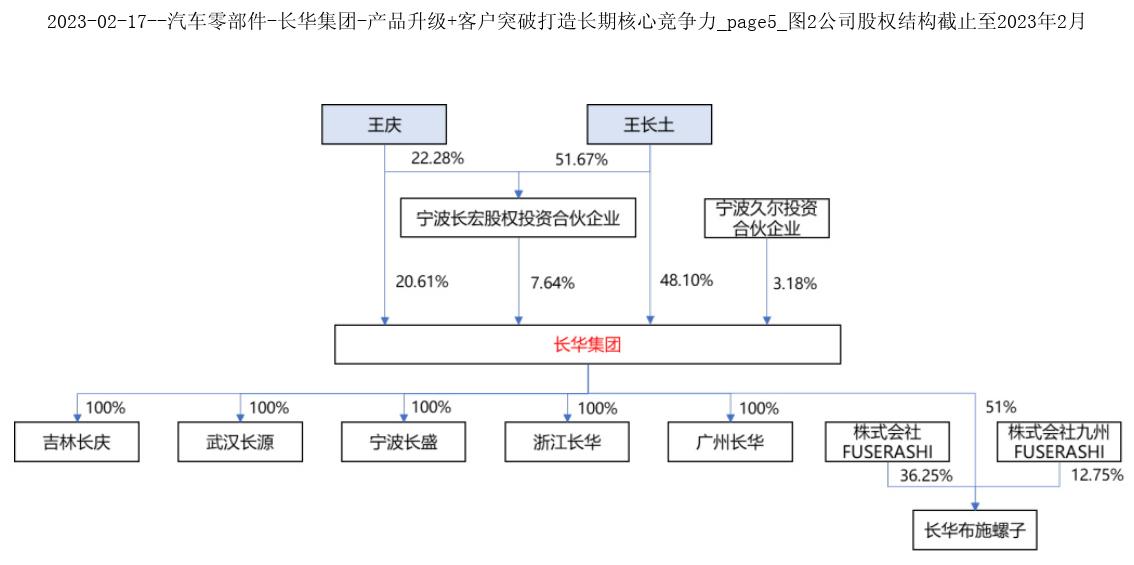 2023-02-17--汽车零部件-长华集团-产品升级+客户突破打造长期核心竞争力_page5_图2公司股权结构截止至2023年2月
王庆
王长土
22.28%
51.67%
宁波长宏股权投资合伙企业
宁波久尔投资
合伙企业
20.61%
7.64%
48.10%
3.18%
长华集团
100%
100%
100%
100%
100%
51%
吉林长庆
武汉长源
宁波长盛
浙江长华
广州长华
株式会社
FUSERASHI
株式会社九州
FUSERASHI
36.25%
12.75%
长华布施螺子